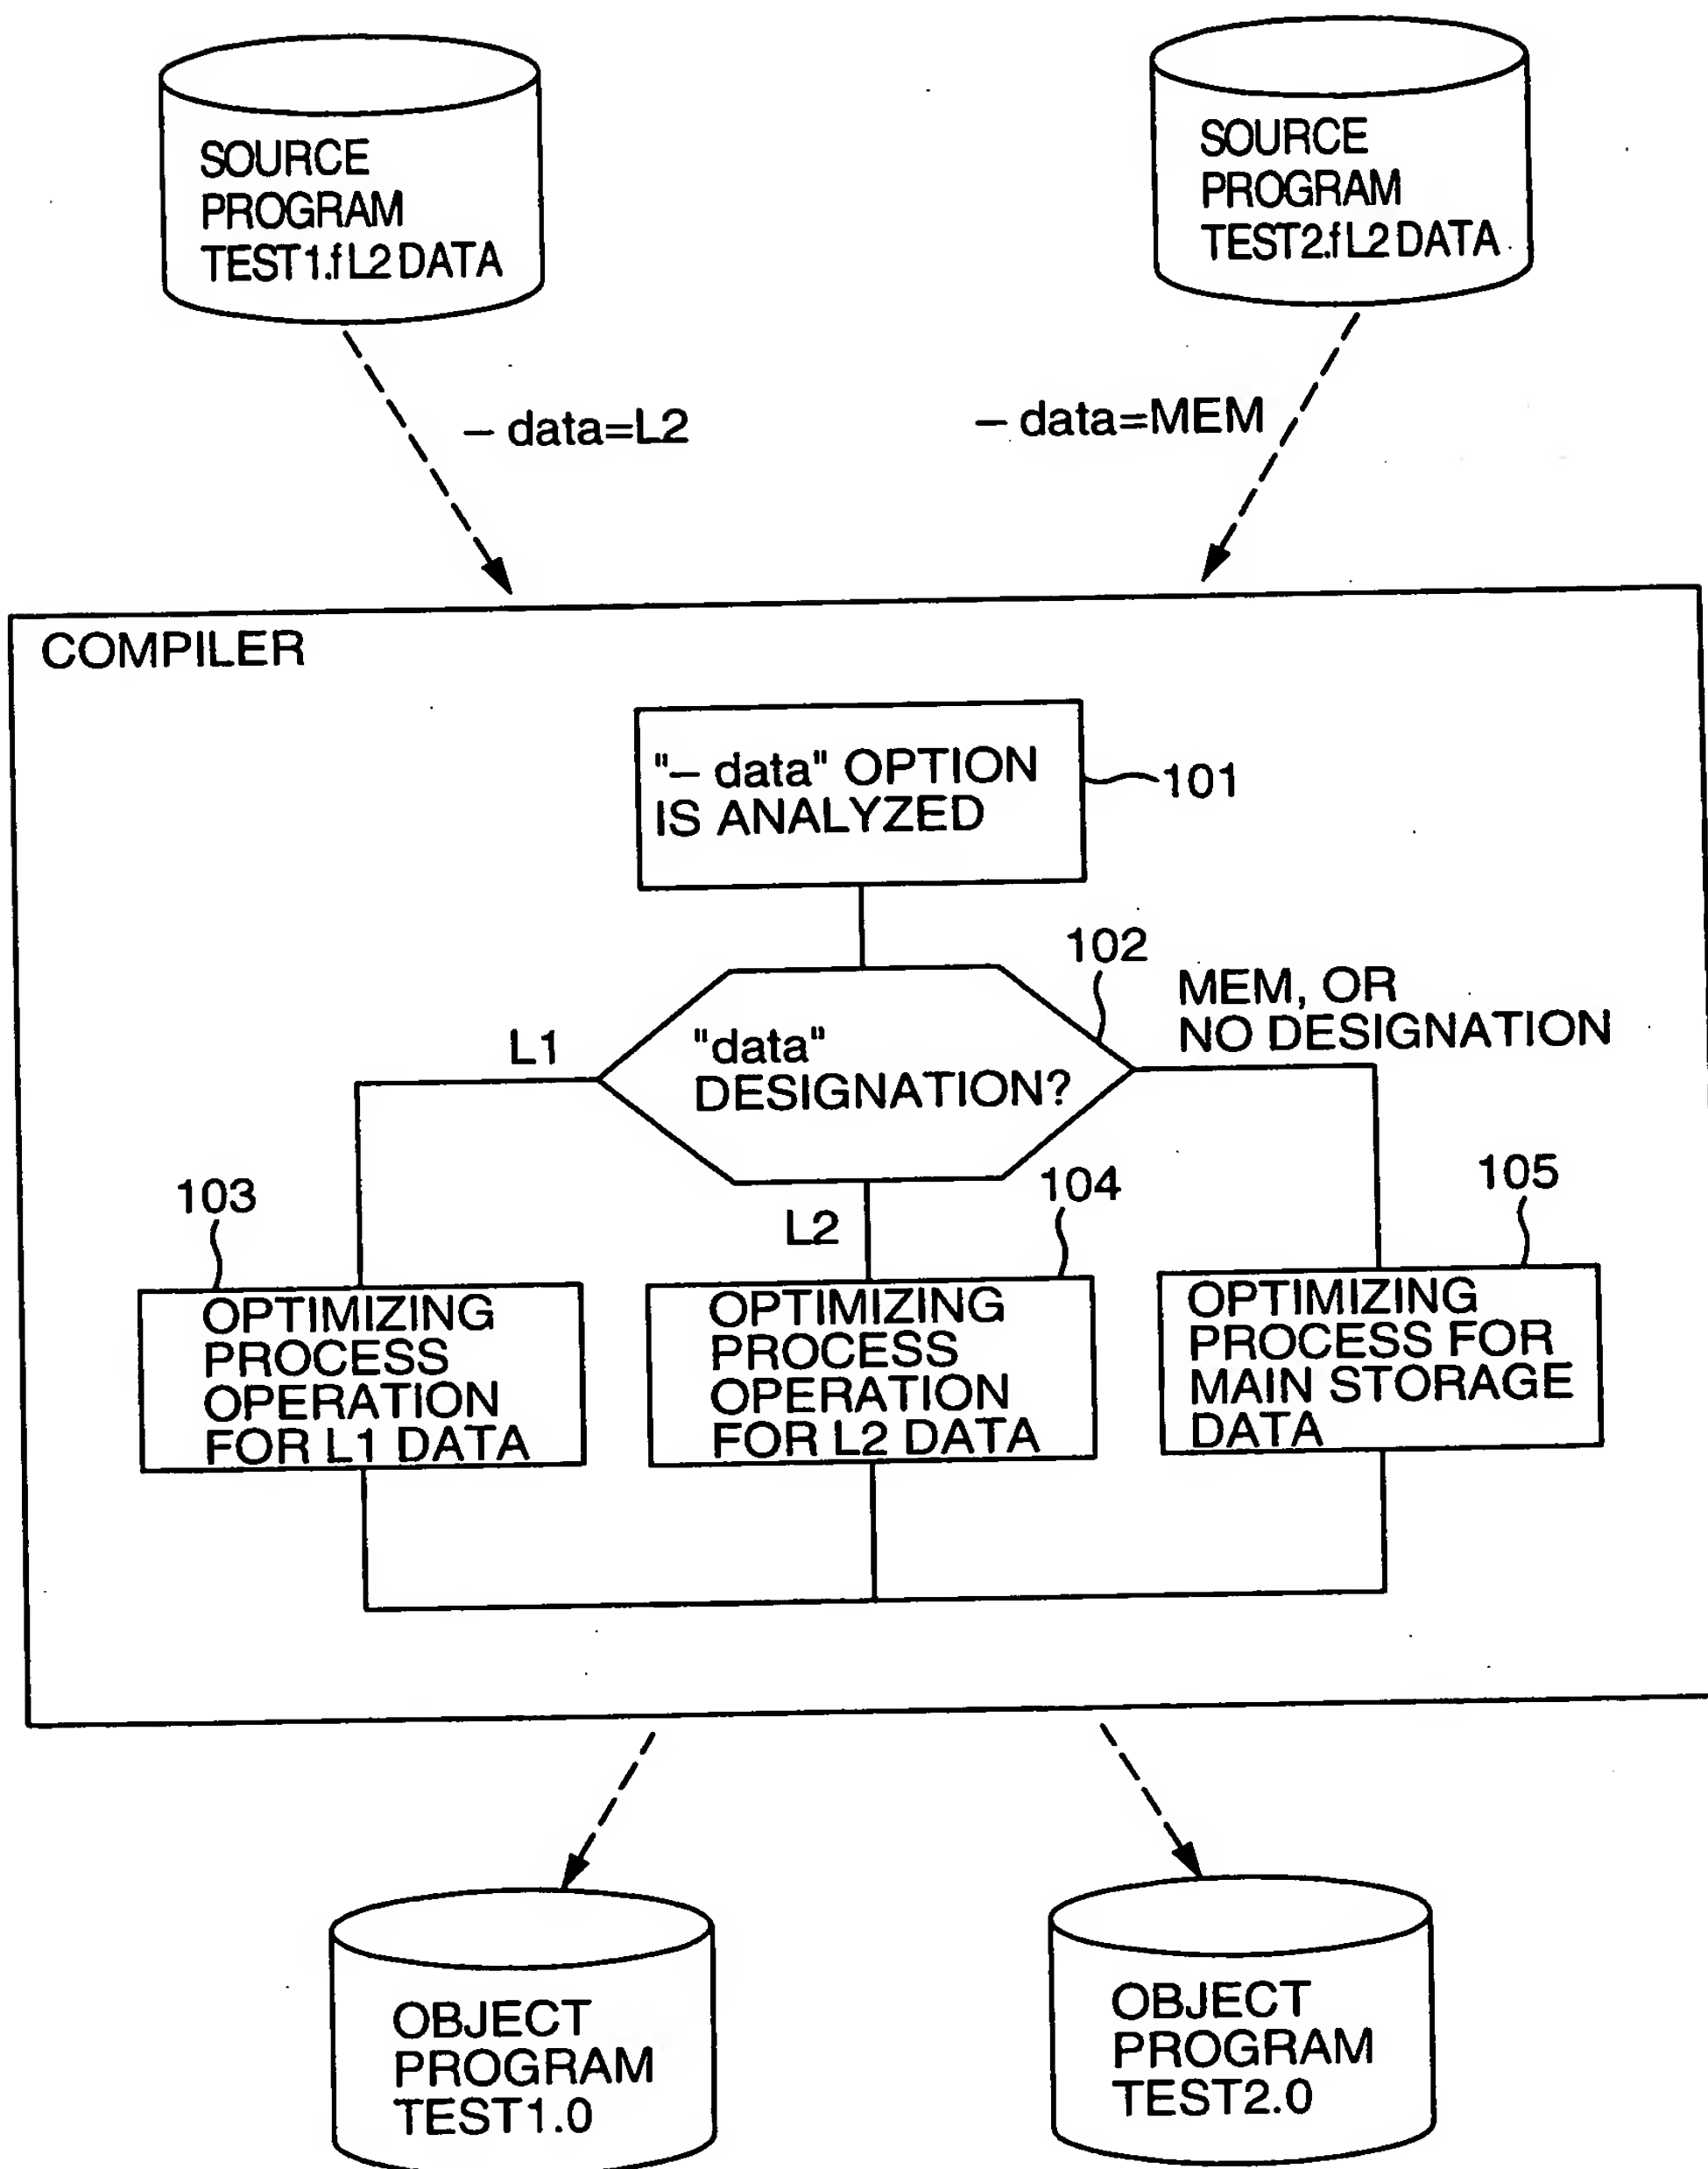 SOURCE
PROGRAM
TEST1.f L2 DATA
SOURCE
PROGRAM
TEST2.f L2 DATA
– data=L2
– data=MEM
COMPILER
"– data" OPTION
IS ANALYZED
101
102
MEM, OR
NO DESIGNATION
L1
"data"
DESIGNATION?
103
L2
104
105
OPTIMIZING
PROCESS
OPERATION
FOR L1 DATA
OPTIMIZING
PROCESS
OPERATION
FOR L2 DATA
OPTIMIZING
PROCESS FOR
MAIN STORAGE
DATA
OBJECT
PROGRAM
TEST1.0
OBJECT
PROGRAM
TEST2.0